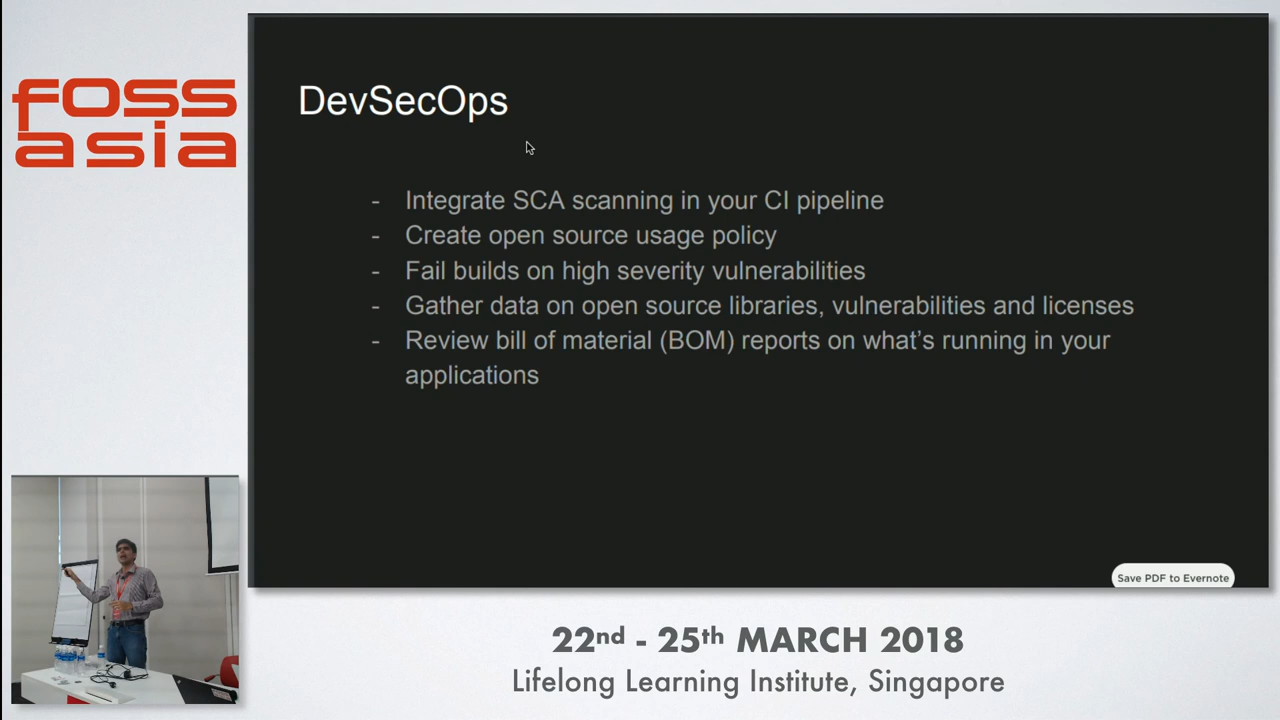 foss
asia
DevSecOps
- Integrate SCA scanning in your CI pipeline
- Create open source usage policy
- Fail builds on high severity vulnerabilities
- Gather data on open source libraries, vulnerabilities and licenses
- Review bill of material (BOM) reports on what's running in your
applications
Save PDF to Evernote
22nd - 25th MARCH 2018
Lifelong Learning Institute, Singapore